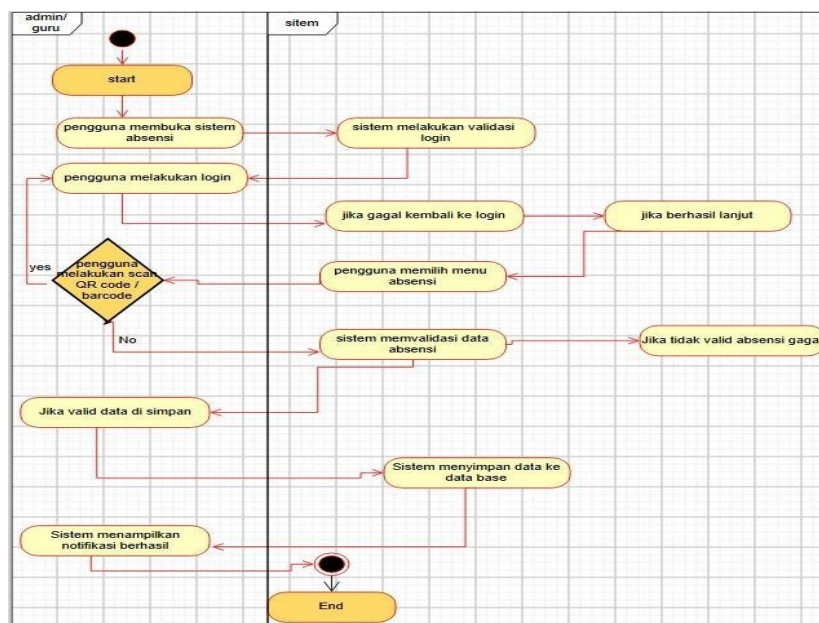 admin/
guru
sitem
start
pengguna membuka sistem
absensi
sistem melakukan validasi
login
pengguna melakukan login
jika gagal kembali ke login
jika berhasil lanjut
yes
pengguna
melakukan scan
QR code /
barcode
pengguna memilih menu
absensi
No
sistem memvalidasi data
absensi
Jika tidak valid absensi gaga
Jika valid data di simpan
Sistem menyimpan data ke
data base
Sistem menampilkan
notifikasi berhasil
End